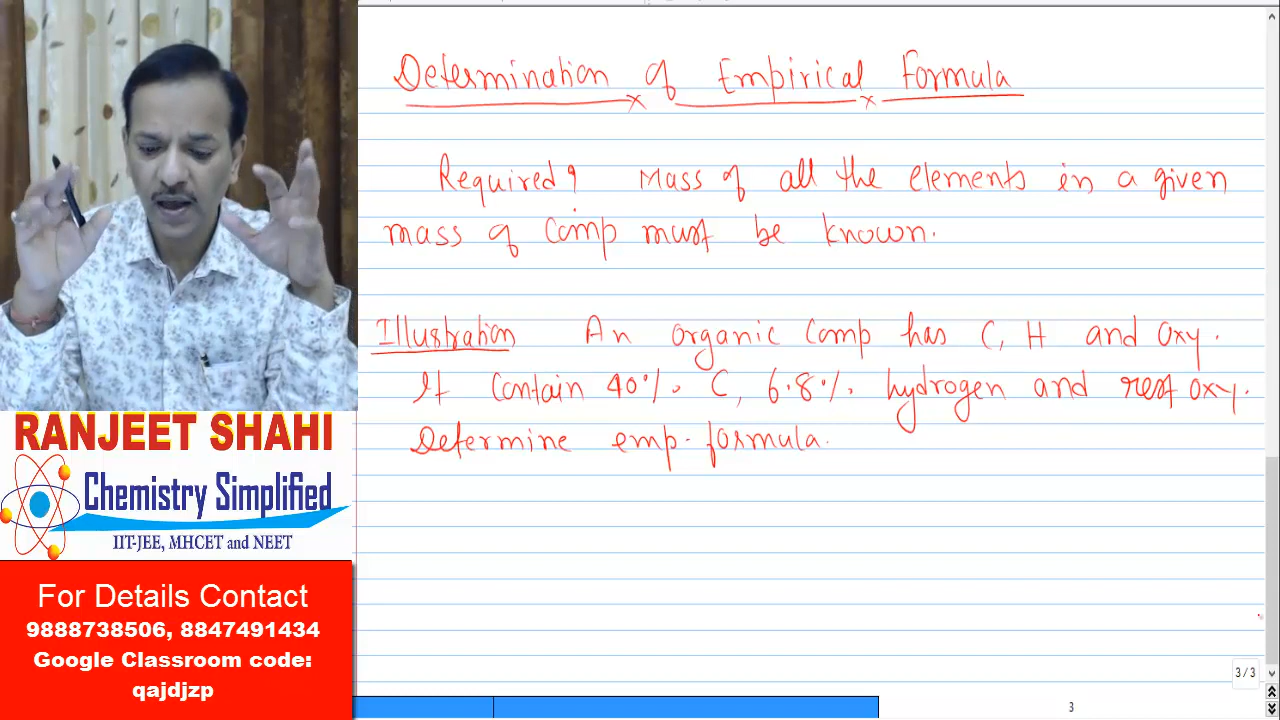 Determination of Empirical Formula
Required? Mass of all the elements in a given
mass of Comp must be known.
Illustration An organic Comp has C, H and Oxy.
It Contain 40%. C, 6.8%. hydrogen and rest oxy.
Determine emp. formula.
RANJEET SHAHI
Chemistry Simplified
IIT-JEE, MHCET and NEET
For Details Contact
9888738506, 8847491434
Google Classroom code:
qajdjzp
3/3
3